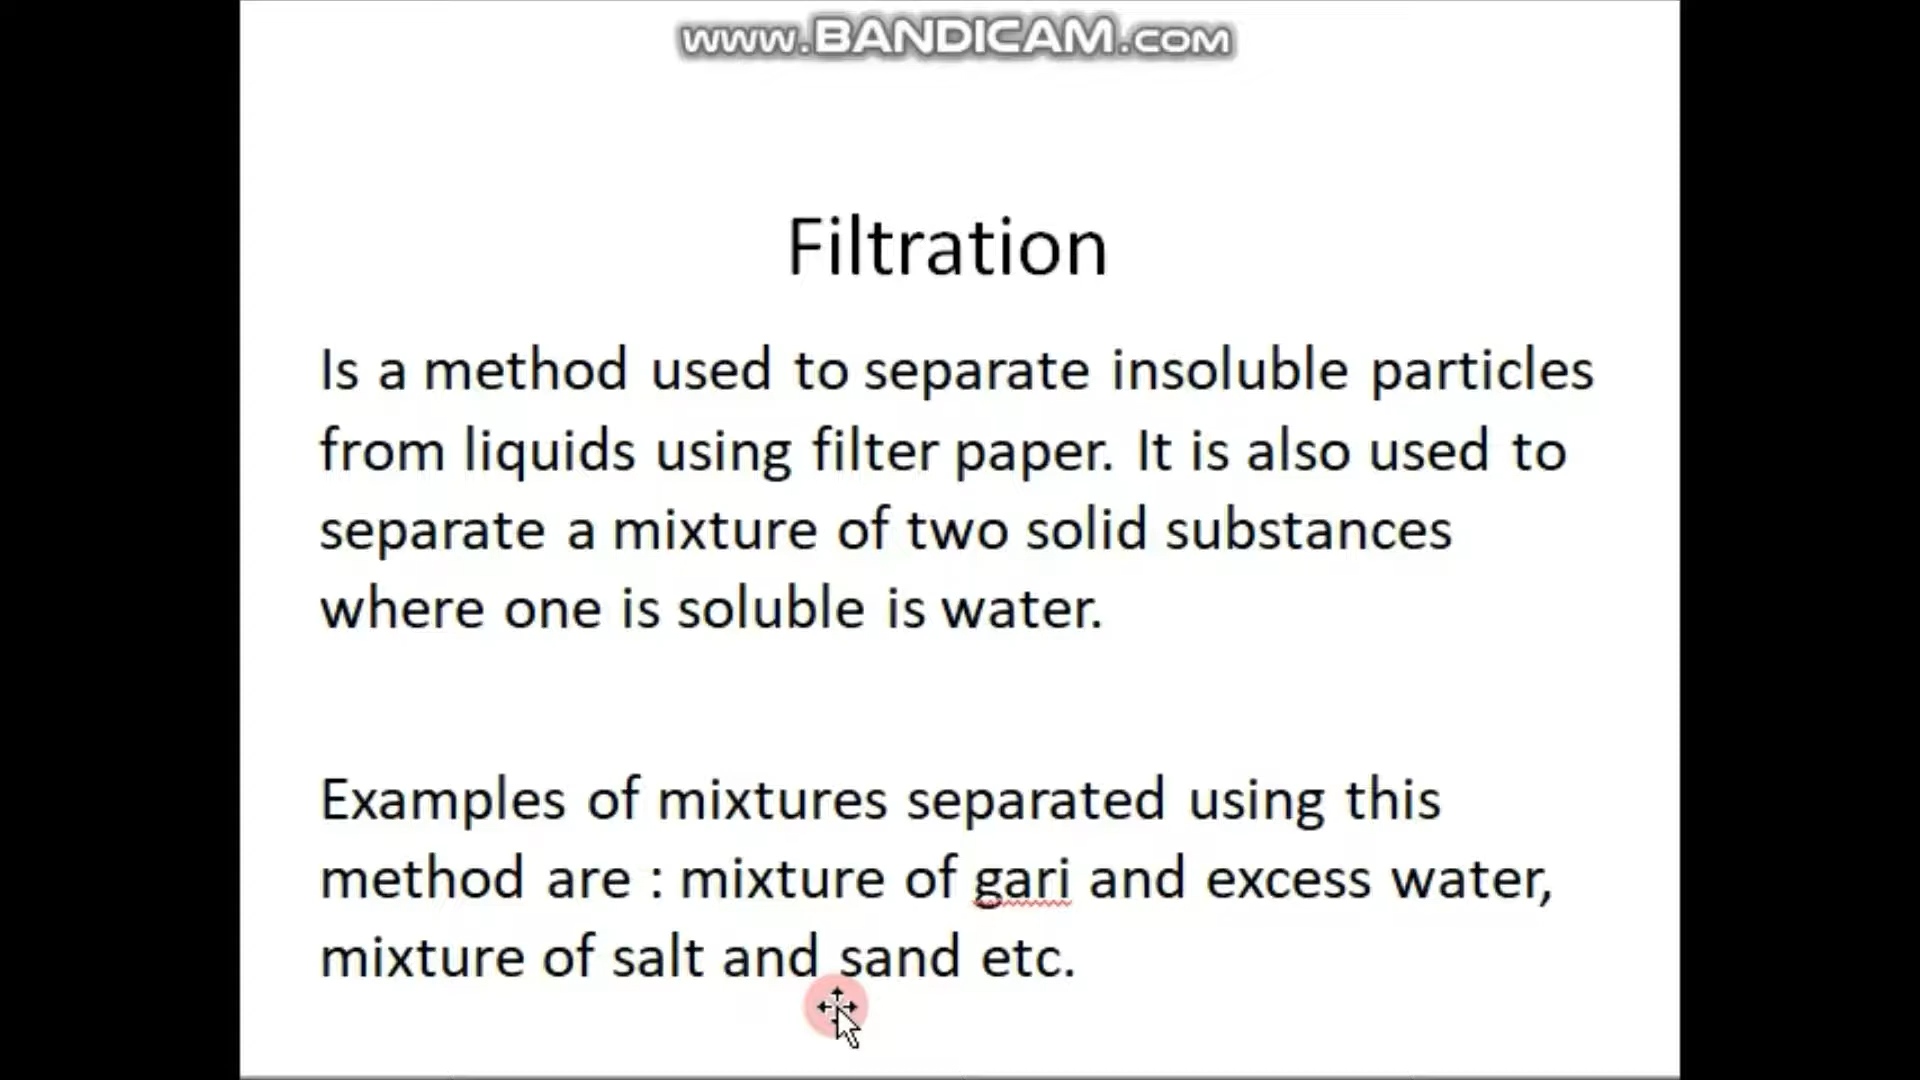 www.BANDICAM.com
Filtration
Is a method used to separate insoluble particles
from liquids using filter paper. It is also used to
separate a mixture of two solid substances
where one is soluble is water.
Examples of mixtures separated using this
method are : mixture of gari and excess water,
mixture of salt and sand etc.